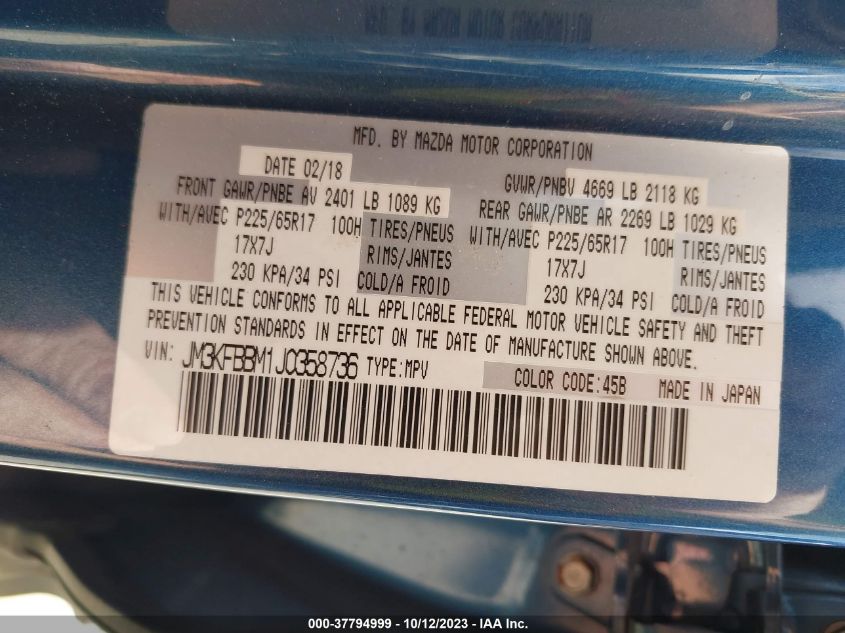 MFD. BY MAZDA MOTOR CORPORATION
DATE 02/18
GVWR/PNBV 4669 LB 2118 KG
FRONT GAWR/PNBE AV 2401 LB 1089 KG
REAR GAWR/PNBE AR 2269 LB 1029 KG
WITH/AVEC P225/65R17 100H TIRES/PNEUS WITH/AVEC P225/65R17 100H TIRES/PNEUS
17X7J RIMS/JANTES 17X7J RIMS/JANTES
230 KPA/34 PSI COLD/A FROID 230 KPA/34 PSI COLD/A FROID
THIS VEHICLE CONFORMS TO ALL APPLICABLE FEDERAL MOTOR VEHICLE SAFETY AND THEFT
PREVENTION STANDARDS IN EFFECT ON THE DATE OF MANUFACTURE SHOWN ABOVE.
VIN: JM3KFBBM1J0358736 TYPE:MPV COLOR CODE:45B MADE IN JAPAN
000-37794999 - 10/12/2023 - IAA Inc.